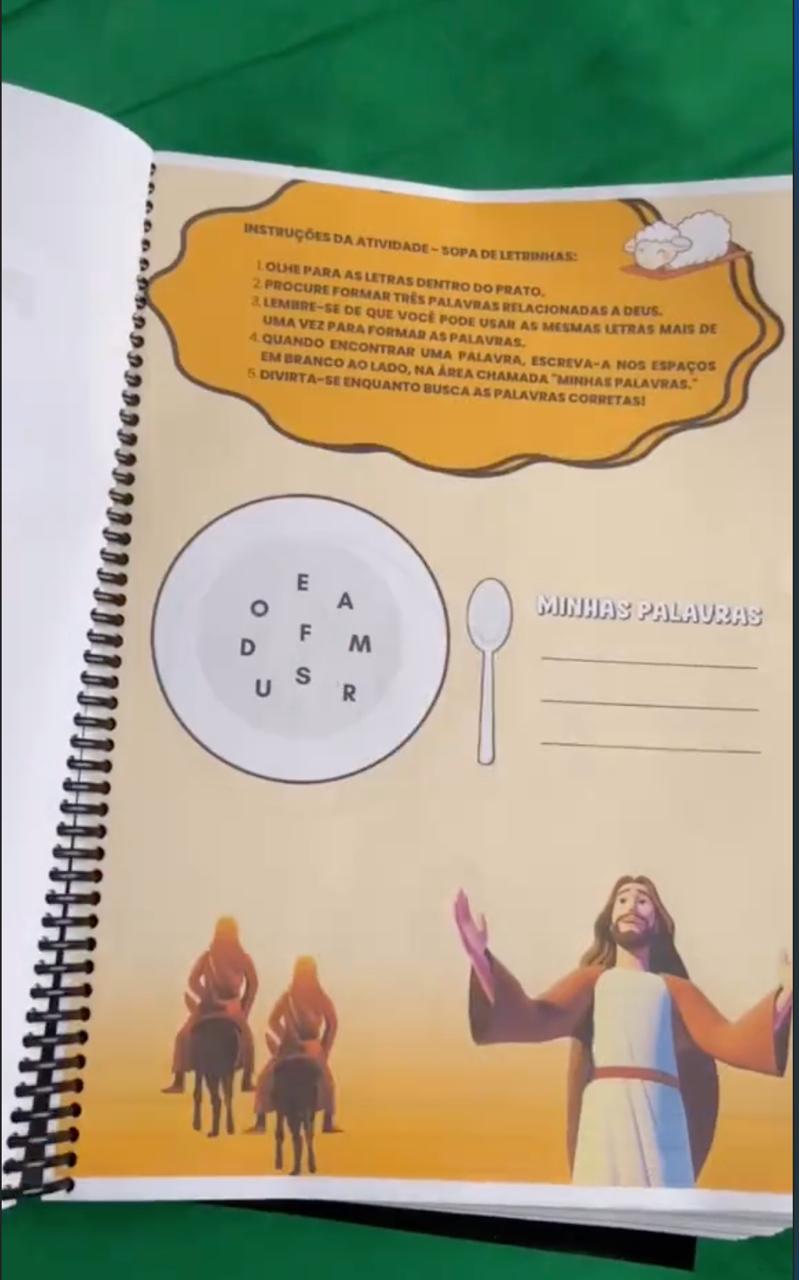 INSTRUÇÕES DA ATIVIDADE - SOPA DE LETRINHAS:
1. OLHE PARA AS LETRAS DENTRO DO PRATO.
2. PROCURE FORMAR TRÊS PALAVRAS RELACIONADAS A DEUS.
3. LEMBRE-SE DE QUE VOCÊ PODE USAR AS MESMAS LETRAS MAIS DE
UMA VEZ PARA FORMAR AS PALAVRAS.
4. QUANDO ENCONTRAR UMA PALAVRA, ESCREVA-A NOS ESPAÇOS
EM BRANCO AO LADO, NA ÁREA CHAMADA "MINHAS PALAVRAS."
5. DIVIRTA-SE ENQUANTO BUSCA AS PALAVRAS CORRETAS!
E
O A
D F M
U S R
MINHAS PALAVRAS